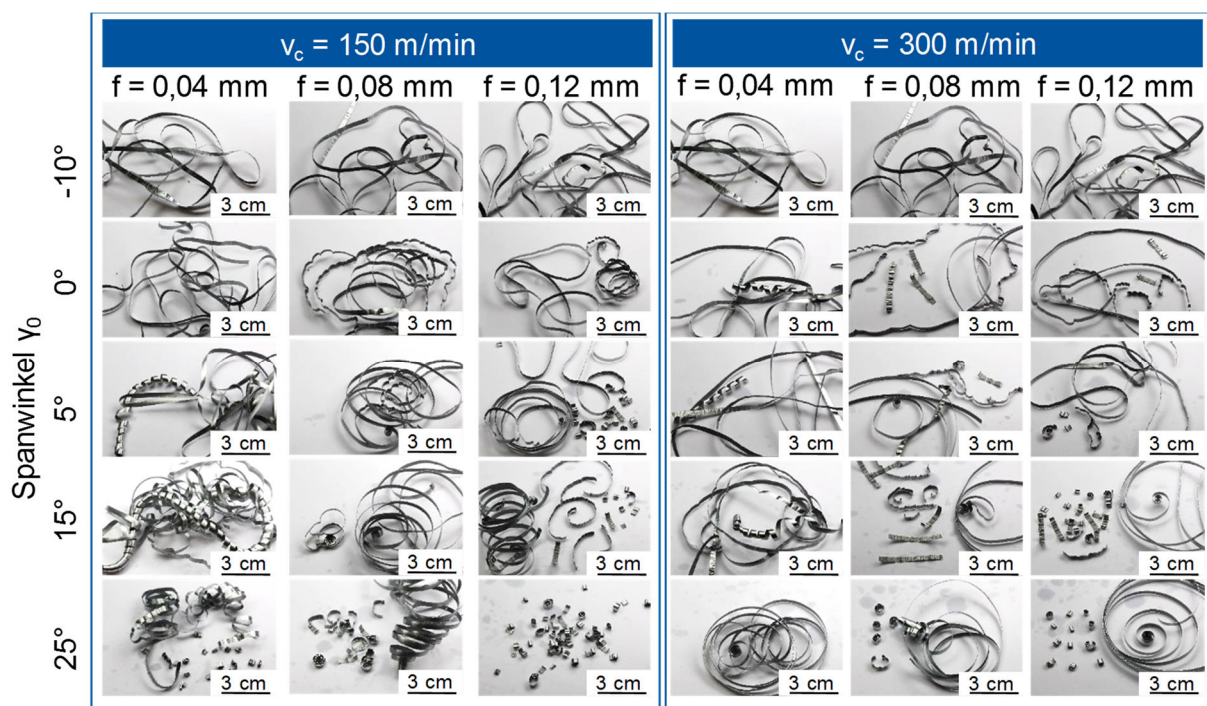 v_c = 150 m/min v_c = 300 m/min
f = 0,04 mm f = 0,08 mm f = 0,12 mm f = 0,04 mm f = 0,08 mm f = 0,12 mm
Spanwinkel γ₀
-10°
3 cm 3 cm 3 cm 3 cm 3 cm 3 cm
0°
3 cm 3 cm 3 cm 3 cm 3 cm 3 cm
5°
3 cm 3 cm 3 cm 3 cm 3 cm 3 cm
15°
3 cm 3 cm 3 cm 3 cm 3 cm 3 cm
25°
3 cm 3 cm 3 cm 3 cm 3 cm 3 cm